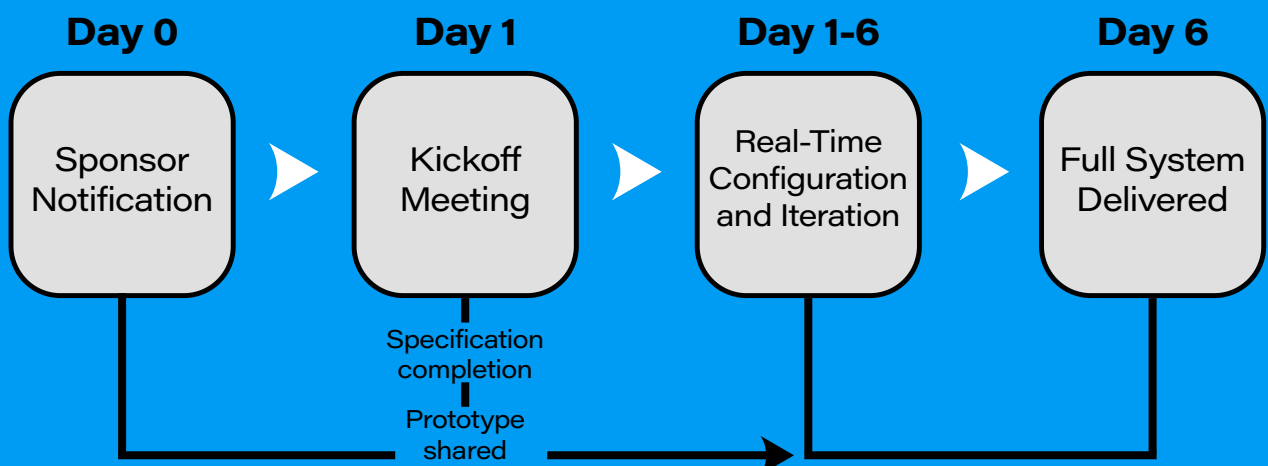 Day 0
Day 1
Day 1-6
Day 6
Sponsor
Notification
Kickoff
Meeting
Real-Time
Configuration
and Iteration
Full System
Delivered
Specification
completion
Prototype
shared